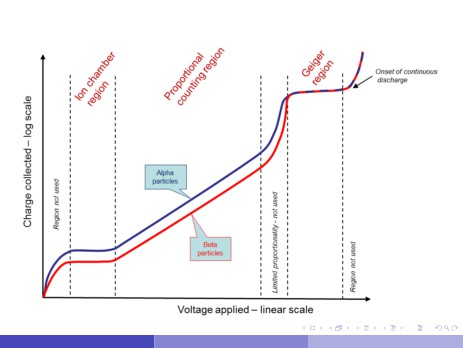 Ion chamber
region
Proportional
counting region
Geiger
region
Onset of continuous
discharge
Charge collected – log scale
Region not used
Alpha
particles
Beta
particles
Limited proportionality - not used
Region not used
Voltage applied – linear scale